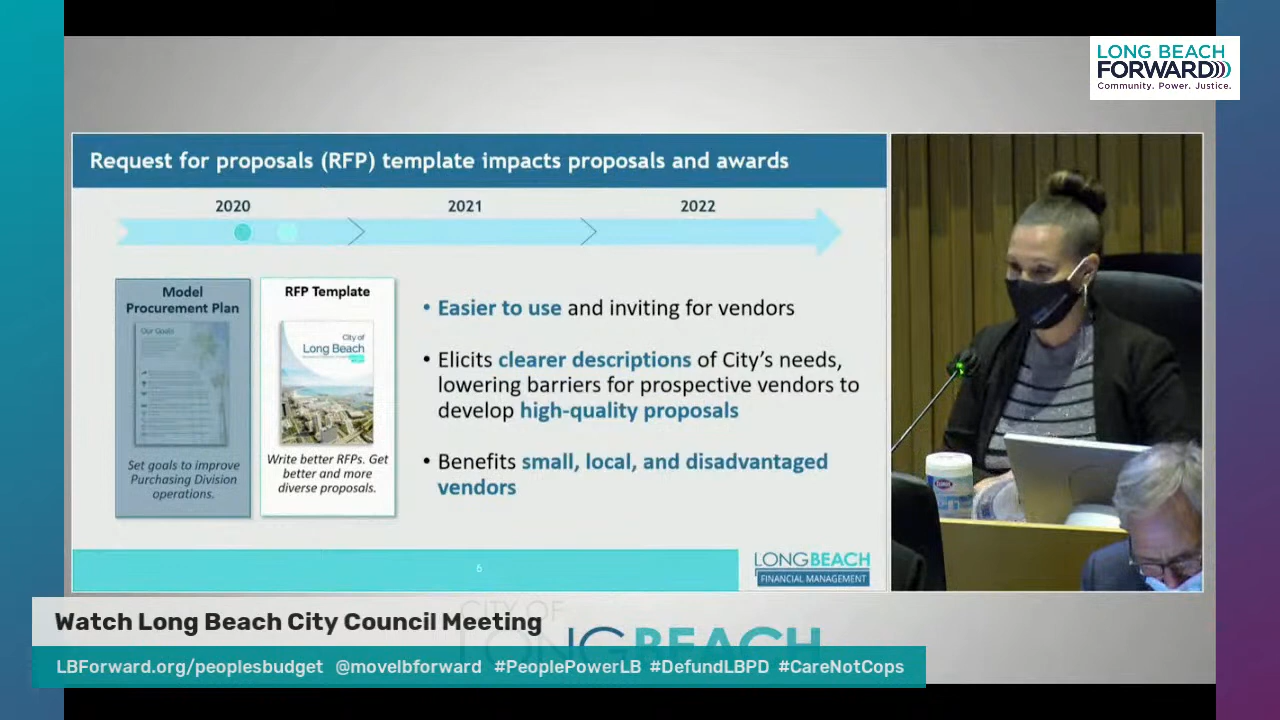 LONG BEACH
FORWARD
Community. Power. Justice.
Request for proposals (RFP) template impacts proposals and awards
2020
2021
2022
Model
Procurement Plan
Our Goals
Set goals to improve
Purchasing Division
operations.
RFP Template
City of
Long Beach
Write better RFPs. Get
better and more
diverse proposals.
• Easier to use and inviting for vendors
• Elicits clearer descriptions of City's needs,
lowering barriers for prospective vendors to
develop high-quality proposals
• Benefits small, local, and disadvantaged
vendors
6
LONGBEACH
FINANCIAL MANAGEMENT
CITY OF
LONGBEACH
Watch Long Beach City Council Meeting
LBForward.org/peoplesbudget @movelbforward #PeoplePowerLB #DefundLBPD #CareNotCops